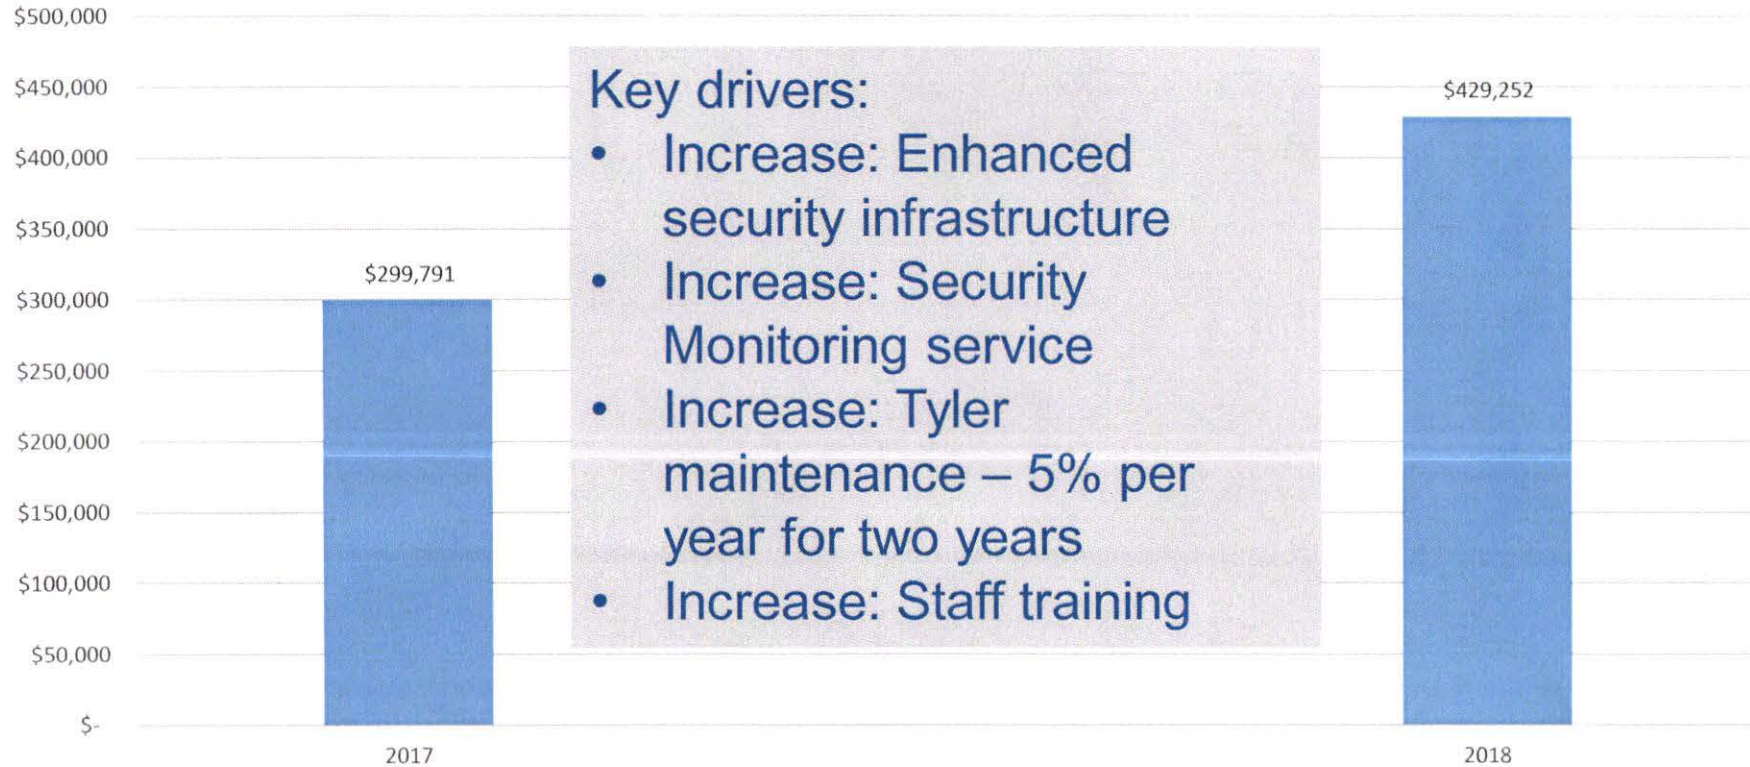 $500,000
$450,000
$400,000
$350,000
$300,000
$250,000
$200,000
$150,000
$100,000
$50,000
$-
$299,791
Key drivers:
• Increase: Enhanced
security infrastructure
• Increase: Security
Monitoring service
• Increase: Tyler
maintenance – 5% per
year for two years
• Increase: Staff training
$429,252
2017
2018